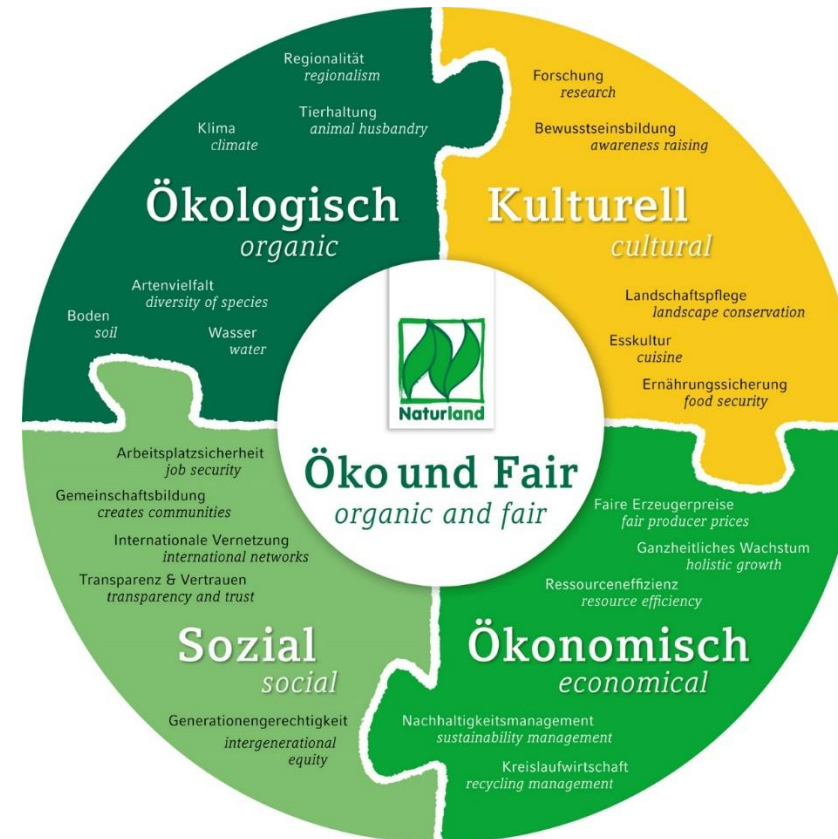 Regionalität
regionalism
Tierhaltung
animal husbandry
Klima
climate
Ökologisch
organic
Artenvielfalt
diversity of species
Boden
soil
Wasser
water
Forschung
research
Bewusstseinsbildung
awareness raising
Kulturell
cultural
Landschaftspflege
landscape conservation
Esskultur
cuisine
Ernährungssicherung
food security
Naturland
Öko und Fair
organic and fair
Arbeitsplatzsicherheit
job security
Gemeinschaftsbildung
creates communities
Internationale Vernetzung
international networks
Transparenz & Vertrauen
transparency and trust
Sozial
social
Generationengerechtigkeit
intergenerational
equity
Faire Erzeugerpreise
fair producer prices
Ganzheitliches Wachstum
holistic growth
Ressourceneffizienz
resource efficiency
Ökonomisch
economical
Nachhaltigkeitsmanagement
sustainability management
Kreislaufwirtschaft
recycling management